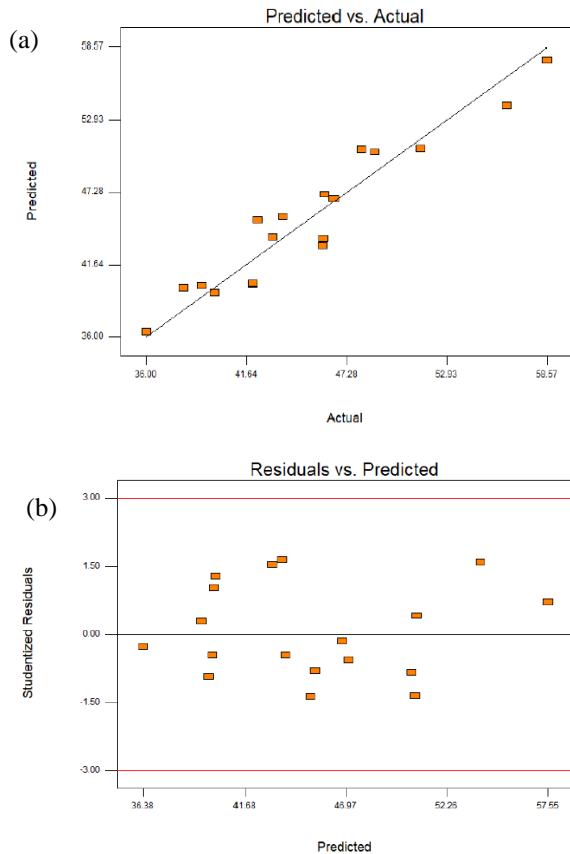 Predicted vs. Actual
(a)
58.57
52.93
47.28
41.64
36.00
Predicted
36.00 41.64 47.28 52.93 58.57
Actual
Residuals vs. Predicted
(b)
3.00
1.50
0.00
-1.50
-3.00
Studentized Residuals
36.38 41.68 46.97 52.26 57.55
Predicted